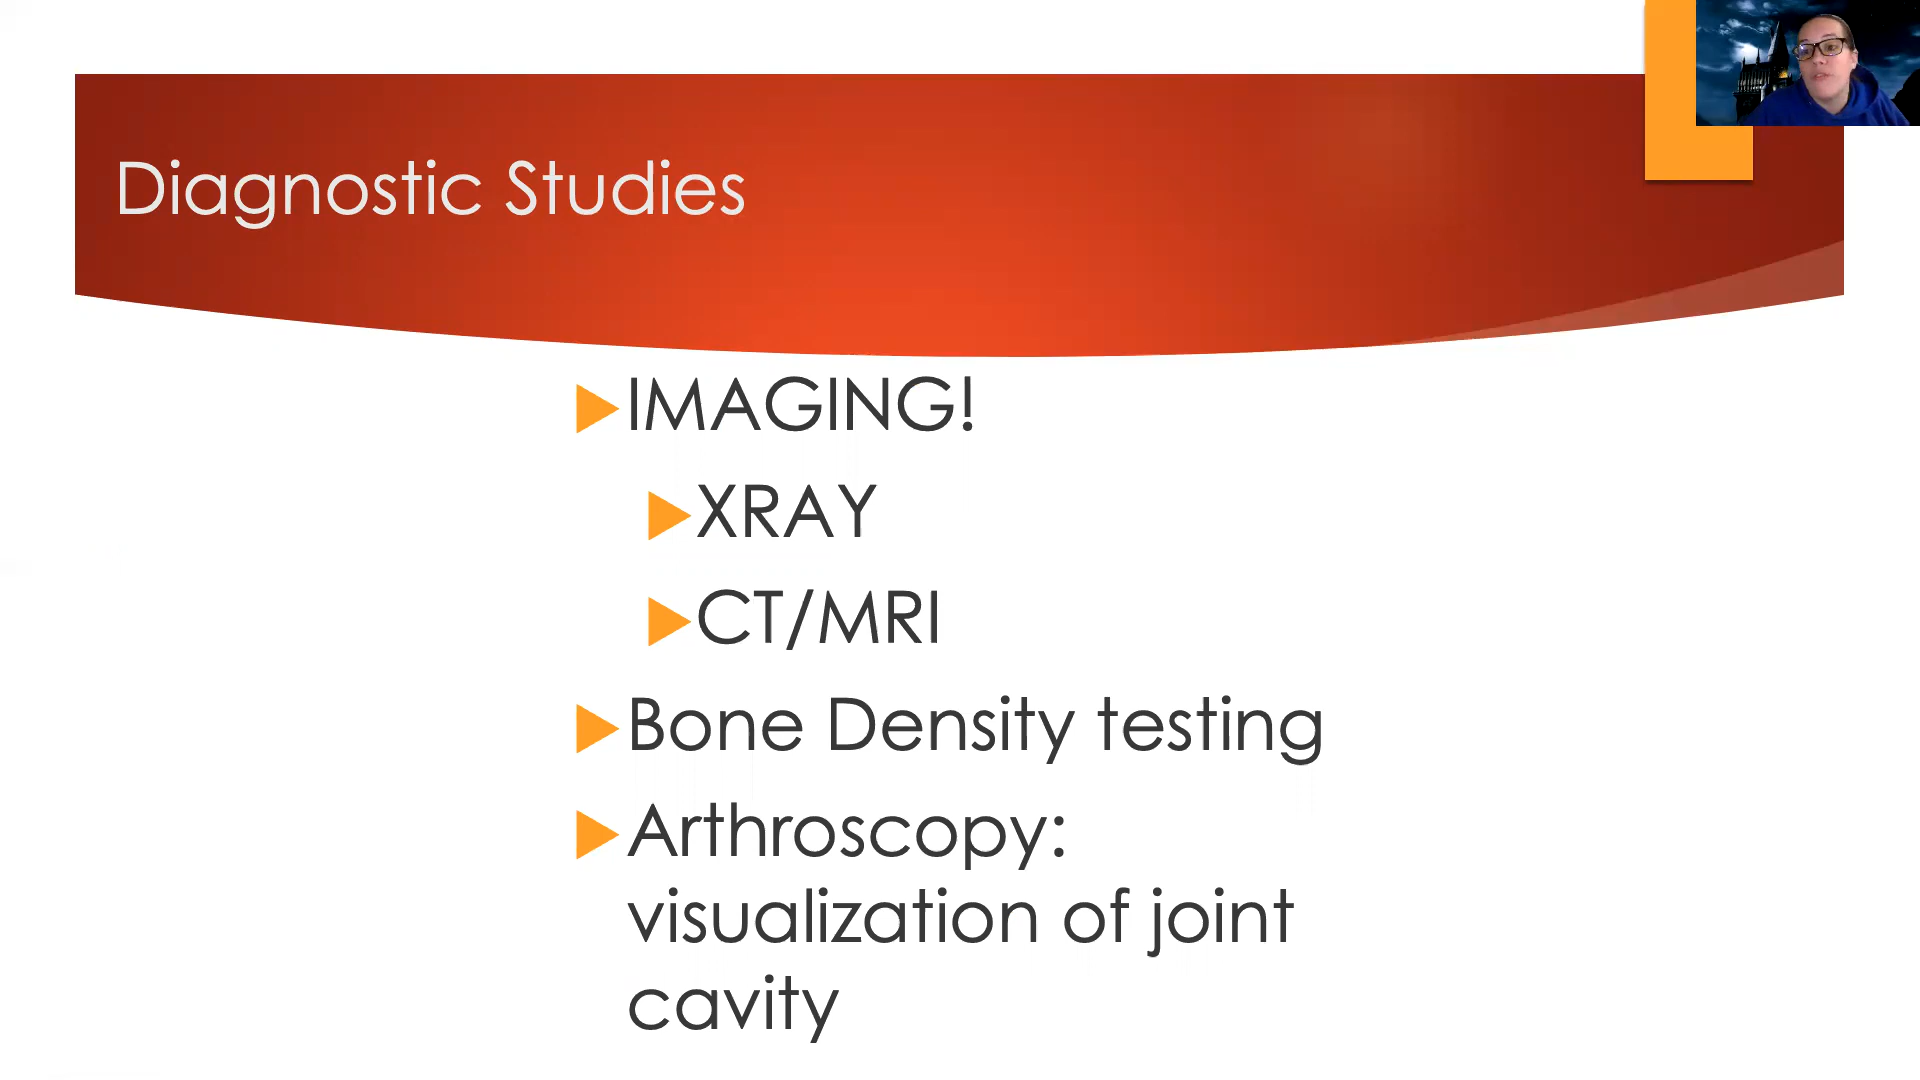 Diagnostic Studies
IMAGING!
XRAY
CT/MRI
Bone Density testing
Arthroscopy:
visualization of joint
cavity